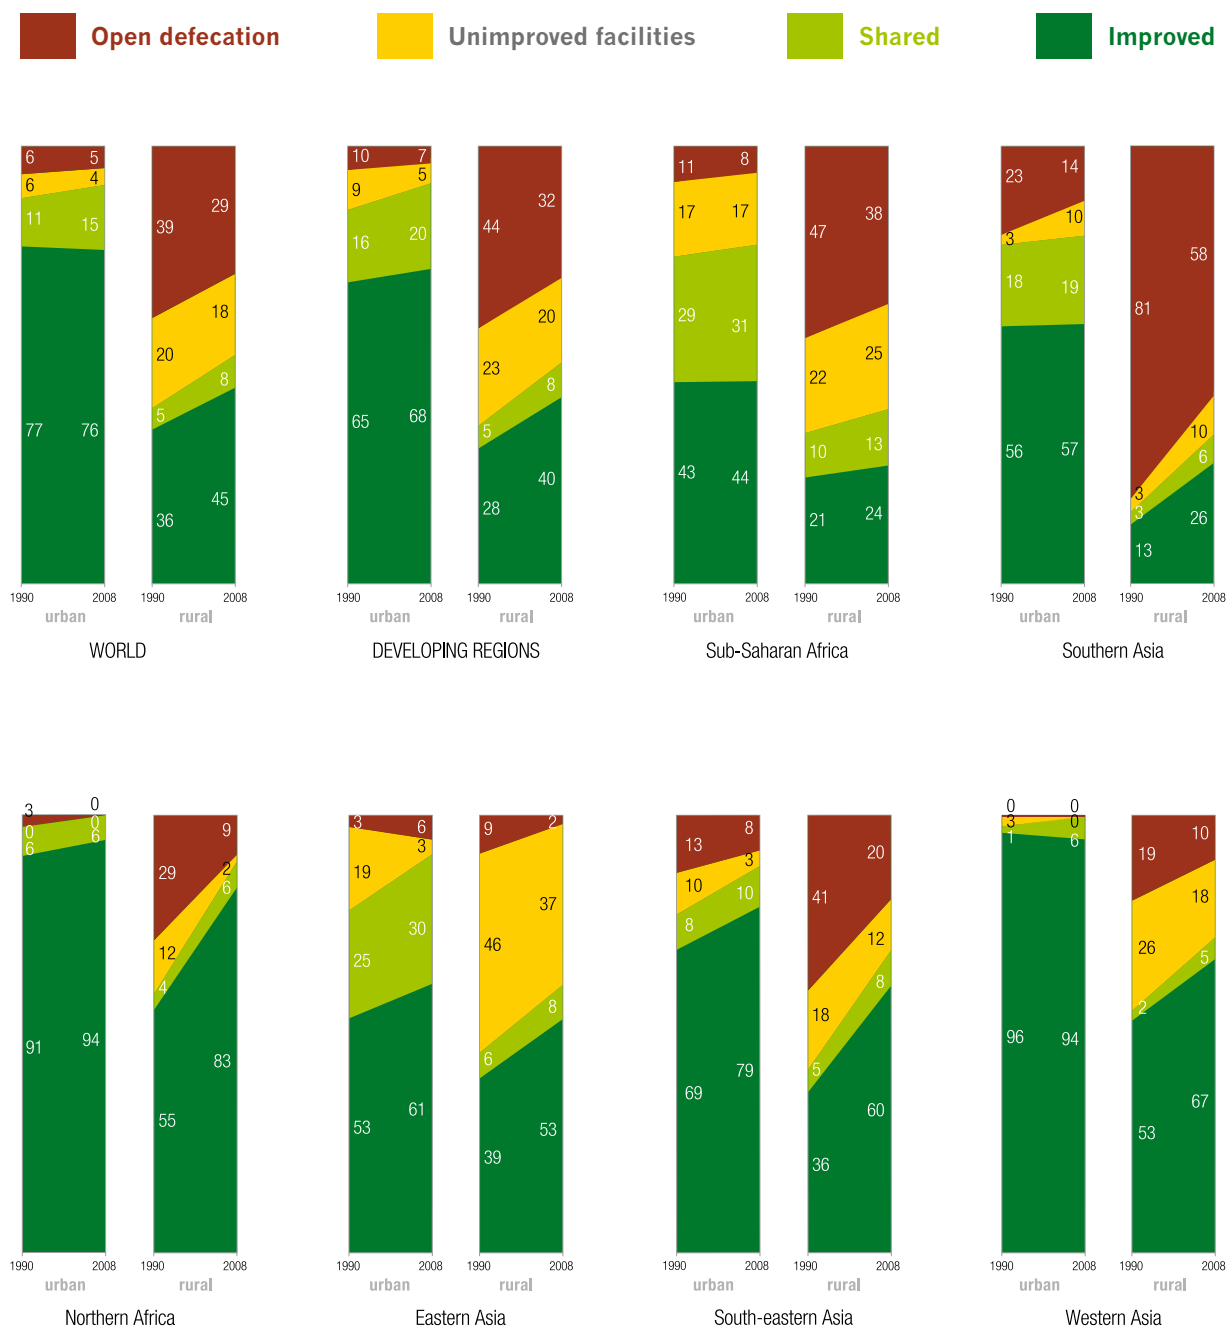 Open defecation Unimproved facilities Shared Improved
6 5
6 4
11 15
77 76
39 29
20 18
5 8
36 45
1990 2008 1990 2008
urban rural
WORLD
10 7
9 5
16 20
65 68
44 32
23 20
5 8
28 40
1990 2008 1990 2008
urban rural
DEVELOPING REGIONS
11 8
17 17
29 31
43 44
47 38
22 25
10 13
21 24
1990 2008 1990 2008
urban rural
Sub-Saharan Africa
23 14
3 10
18 19
56 57
81 58
3 10
3 6
13 26
1990 2008 1990 2008
urban rural
Southern Asia
3 0
0 0
6 6
91 94
29 9
12 2
4 6
55 83
1990 2008 1990 2008
urban rural
Northern Africa
3 6
19 3
25 30
53 61
9 2
46 37
6 8
39 53
1990 2008 1990 2008
urban rural
Eastern Asia
13 8
10 3
8 10
69 79
41 20
18 12
5 8
36 60
1990 2008 1990 2008
urban rural
South-eastern Asia
0 0
3 0
1 6
96 94
19 10
26 18
2 5
53 67
1990 2008 1990 2008
urban rural
Western Asia